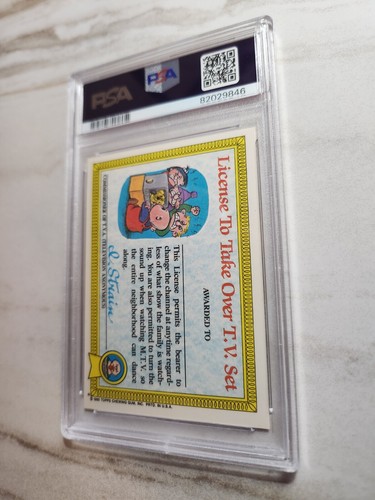 PSA
PSA
82029846
License To Take Over T.V. Set
AWARDED TO
This License permits the bearer to
change the channel at anytime regard-
less of what show the family is watch-
ing. You are also permitted to turn the
sound up when watching M.T.V. so
the entire neighborhood can dance
along.